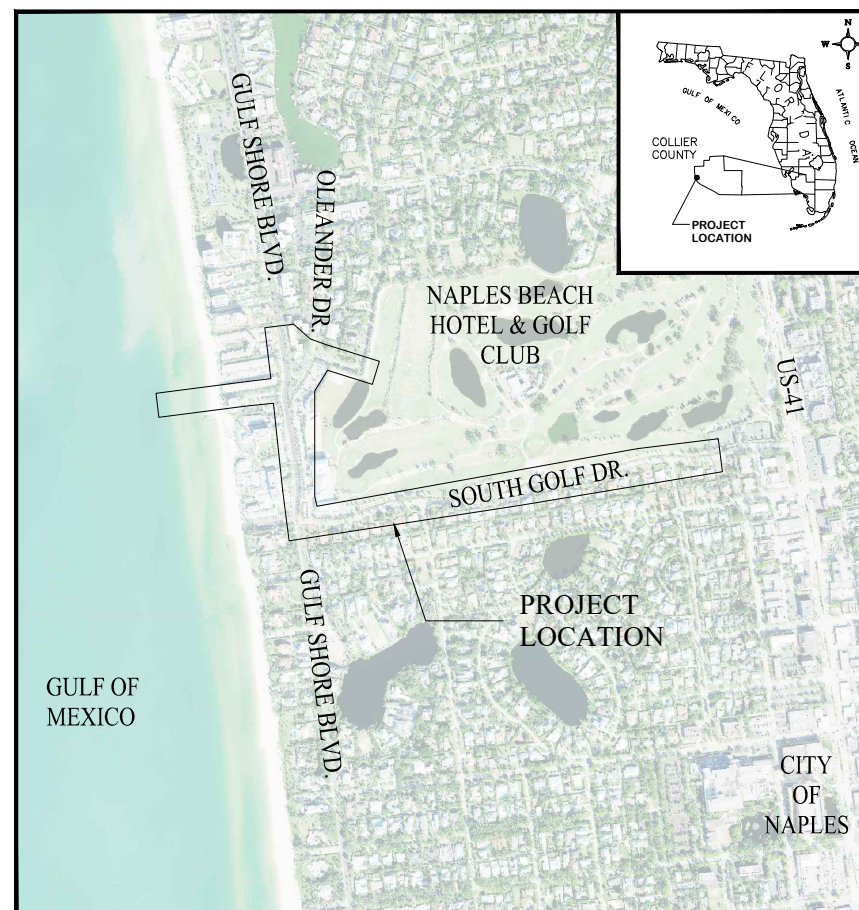 GULF SHORE BLVD.
OLEANDER DR.
NAPLES BEACH
HOTEL & GOLF
CLUB
US-41
SOUTH GOLF DR.
PROJECT
LOCATION
GULF SHORE BLVD.
GULF OF
MEXICO
CITY
OF
NAPLES
N
W
E
S
FLORIDA
GULF OF MEXICO
ATLANTIC
OCEAN
COLLIER
COUNTY
PROJECT
LOCATION